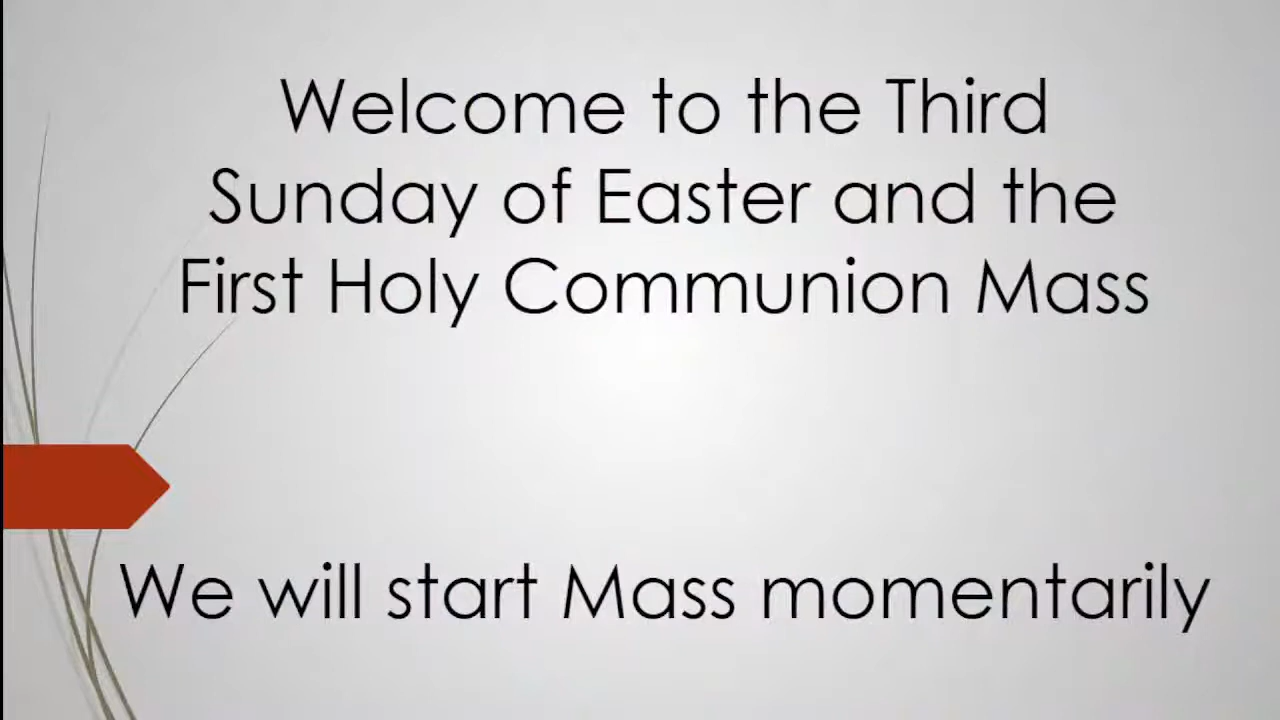 Welcome to the Third
Sunday of Easter and the
First Holy Communion Mass
We will start Mass momentarily